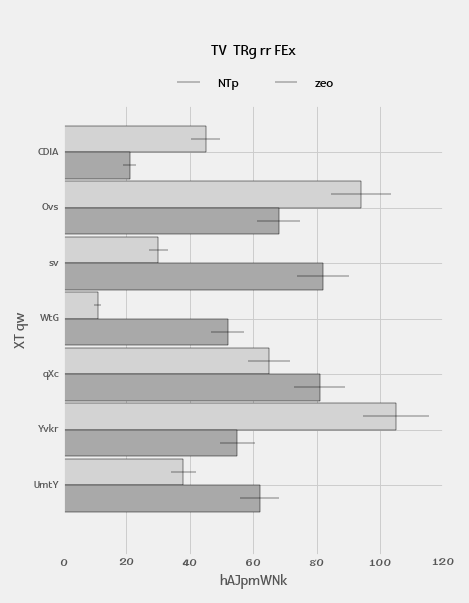 TV TRg rr FEx
NTp zeo
CDIA
Ovs
sv
WtG
qXc
Yvkr
UmtY
XT qw
0 20 40 60 80 100 120
hAJpmWNk